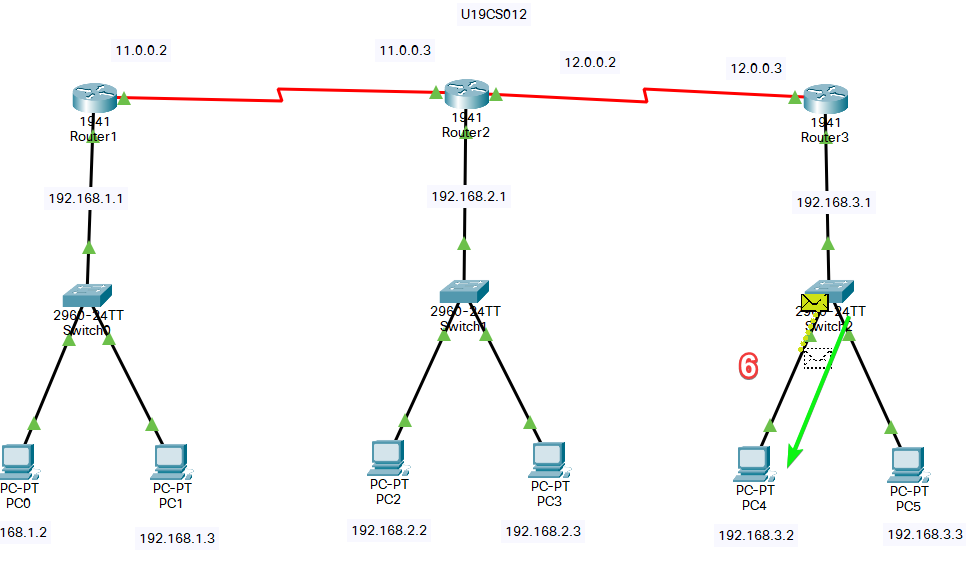 U19CS012
11.0.0.2
11.0.0.3
12.0.0.2
12.0.0.3
1941
Router1
1941
Router2
1941
Router3
192.168.1.1
192.168.2.1
192.168.3.1
2960-24TT
Switch0
2960-24TT
Switch1
2960-24TT
Switch2
6
PC-PT
PC0
PC-PT
PC1
PC-PT
PC2
PC-PT
PC3
PC-PT
PC4
PC-PT
PC5
168.1.2
192.168.1.3
192.168.2.2
192.168.2.3
192.168.3.2
192.168.3.3